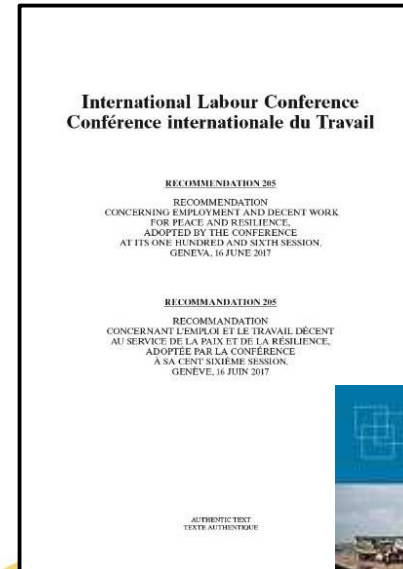 International Labour Conference
Conférence internationale du Travail
RECOMMENDATION 205
RECOMMENDATION
CONCERNING EMPLOYMENT AND DECENT WORK
FOR PEACE AND RESILIENCE,
ADOPTED BY THE CONFERENCE
AT ITS ONE HUNDRED AND SIXTH SESSION,
GENEVA, 16 JUNE 2017
RECOMMANDATION 205
RECOMMANDATION
CONCERNANT L'EMPLOI ET LE TRAVAIL DÉCENT
AU SERVICE DE LA PAIX ET DE LA RÉSILIENCE,
ADOPTÉE PAR LA CONFÉRENCE
À SA CENT SIXIÈME SESSION,
GENÈVE, 16 JUIN 2017
AUTHENTIC TEXT
TEXTE AUTHENTIQUE